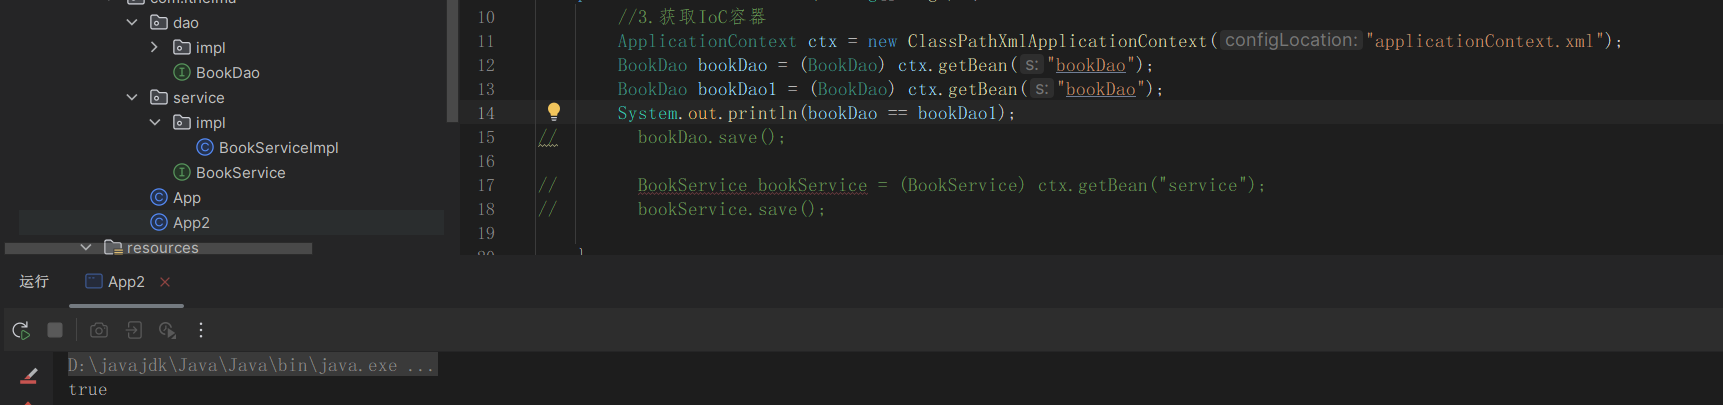 dao
impl
BookDao
service
impl
BookServiceImpl
BookService
App
App2
resources
10 //3.获取IoC容器
11 ApplicationContext ctx = new ClassPathXmlApplicationContext( configLocation: "applicationContext.xml");
12 BookDao bookDao = (BookDao) ctx.getBean( s: "bookDao");
13 BookDao bookDao1 = (BookDao) ctx.getBean( s: "bookDao");
14 System.out.println(bookDao == bookDao1);
15 // bookDao.save();
16
17 // BookService bookService = (BookService) ctx.getBean("service");
18 // bookService.save();
19
运行 App2
D:\javajdk\Java\Java\bin\java.exe ...
true